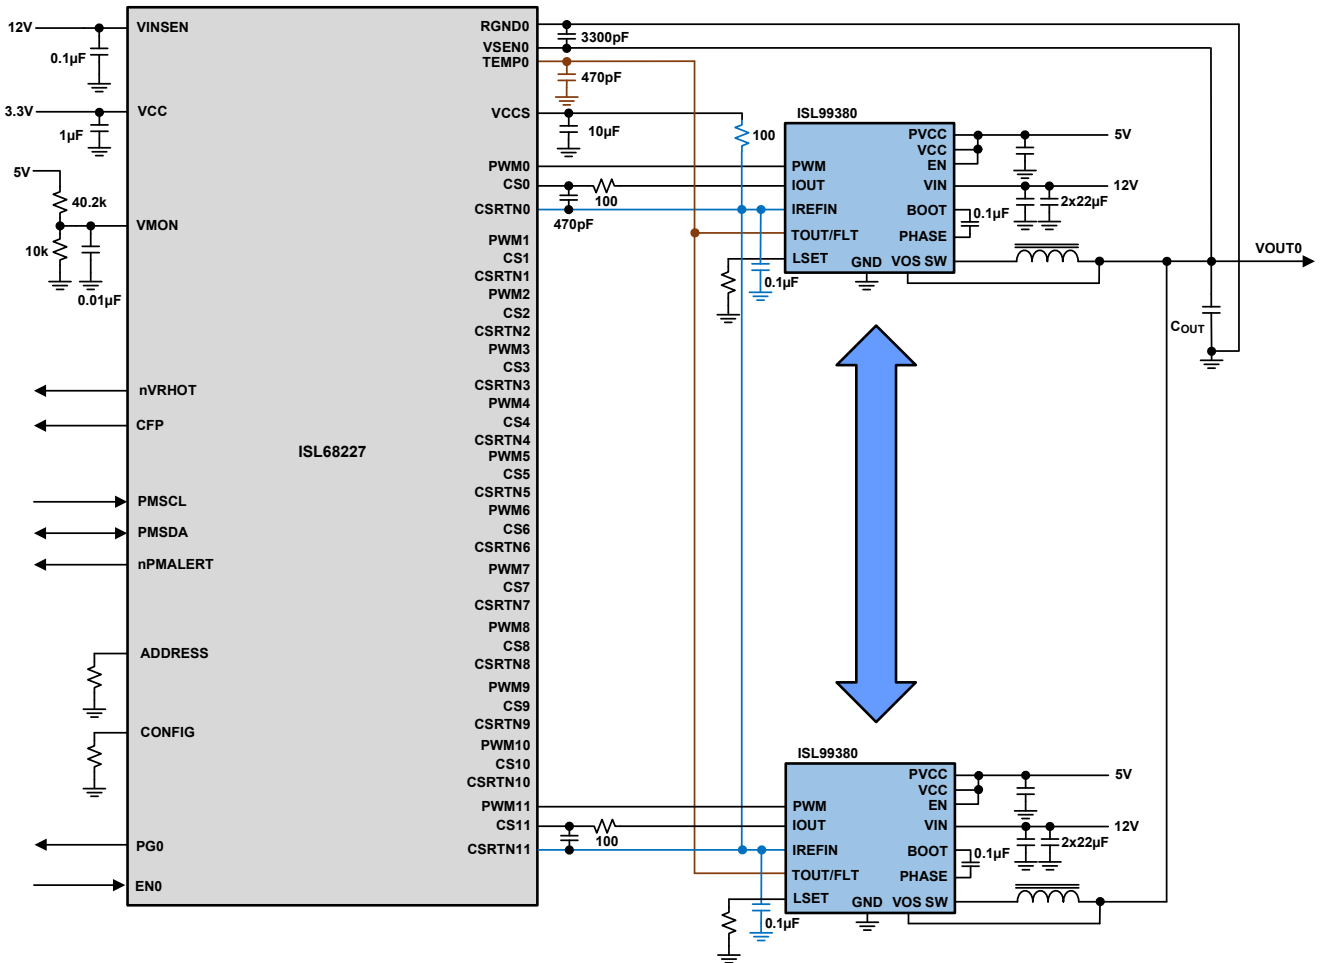 12V
0.1µF
3.3V
1µF
5V
40.2k
10k
0.01µF
VINSEN
VCC
VMON
nVRHOT
CFP
PMSCL
PMSDA
nPMALERT
ADDRESS
CONFIG
PG0
EN0
ISL68227
RGND0
VSEN0
TEMP0
VCCS
PWM0
CS0
CSRTN0
PWM1
CS1
CSRTN1
PWM2
CS2
CSRTN2
PWM3
CS3
CSRTN3
PWM4
CS4
CSRTN4
PWM5
CS5
CSRTN5
PWM6
CS6
CSRTN6
PWM7
CS7
CSRTN7
PWM8
CS8
CSRTN8
PWM9
CS9
CSRTN9
PWM10
CS10
CSRTN10
PWM11
CS11
CSRTN11
3300pF
470pF
10µF
100
100
470pF
0.1µF
ISL99380
PWM
IOUT
IREFIN
TOUT/FLT
LSET
GND
PVCC
VCC
EN
VIN
BOOT
PHASE
VOS SW
5V
12V
2x22µF
0.1µF
VOUT0
COUT
100
0.1µF
ISL99380
PWM
IOUT
IREFIN
TOUT/FLT
LSET
GND
PVCC
VCC
EN
VIN
BOOT
PHASE
VOS SW
5V
12V
2x22µF
0.1µF